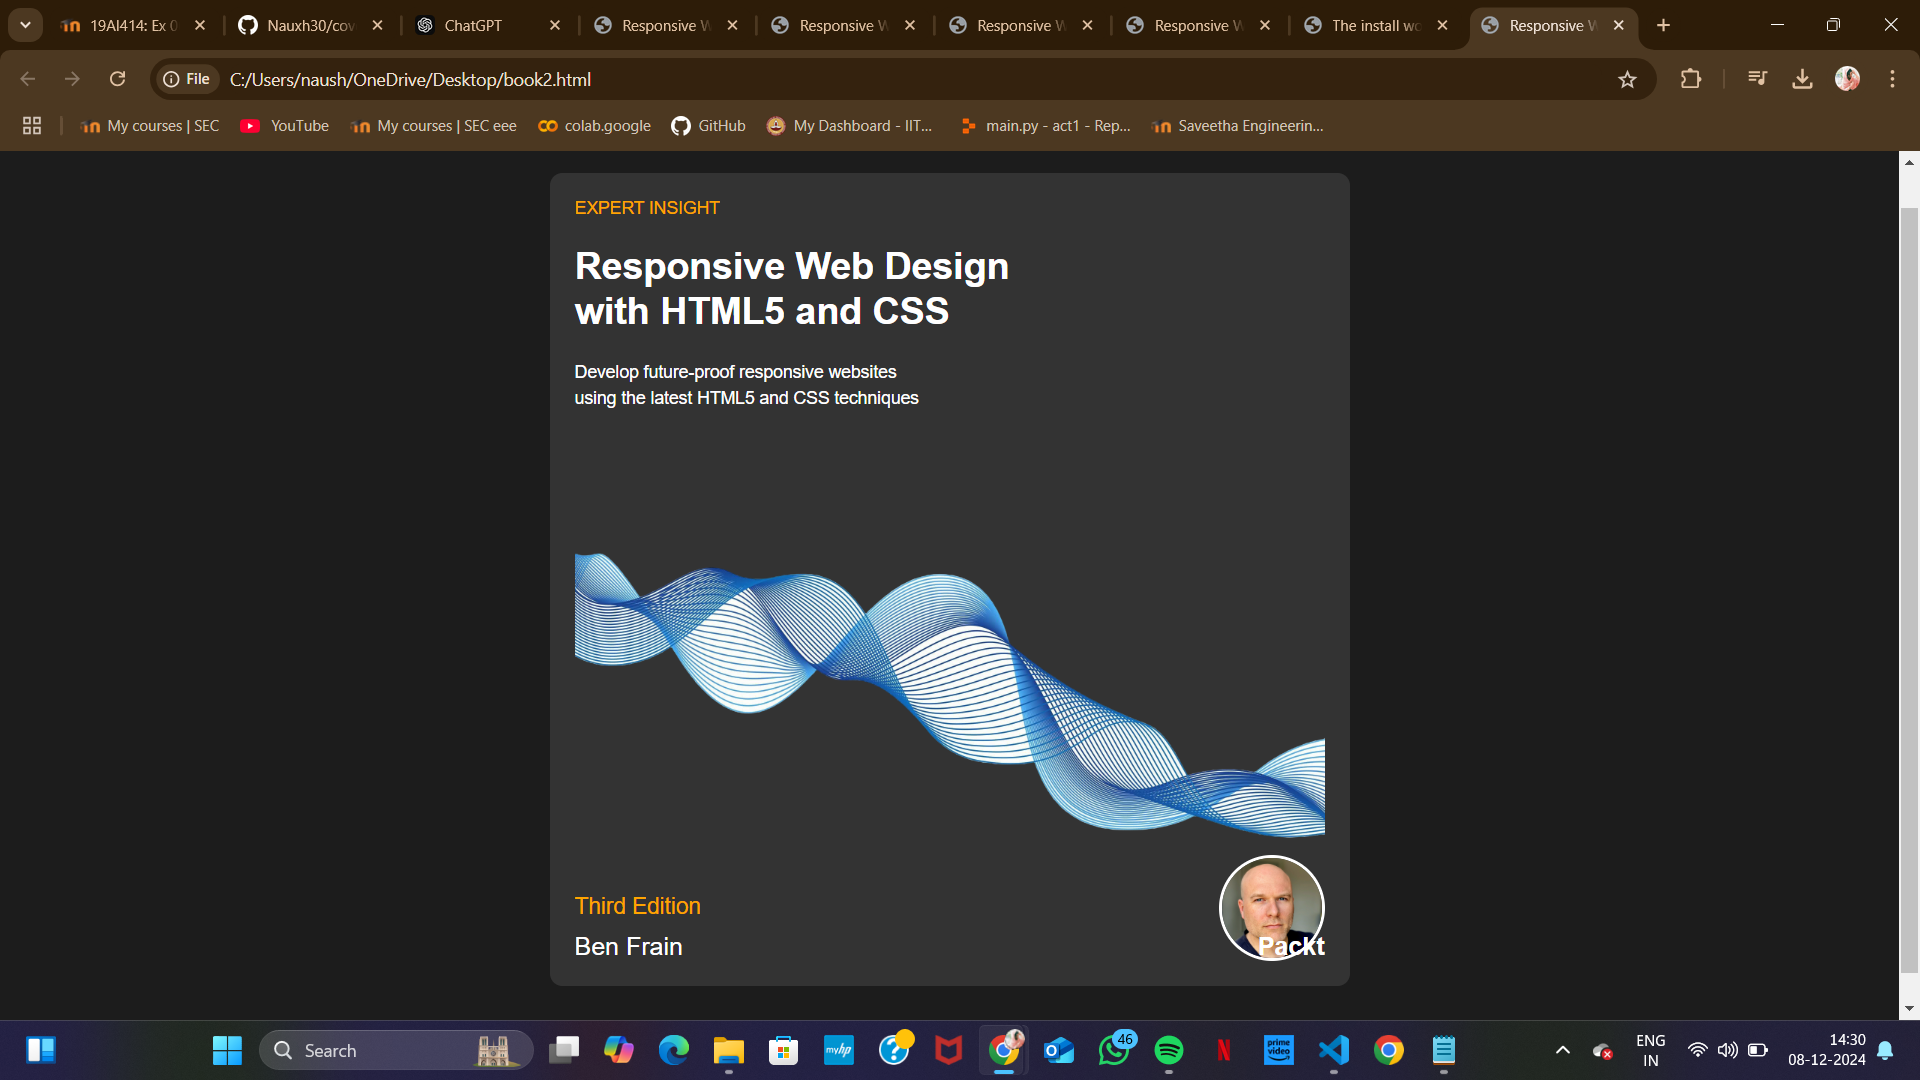 19AI414: Ex 0
Nauxh30/cov
ChatGPT
Responsive W
Responsive W
Responsive W
Responsive W
The install wo
Responsive W
File
C:/Users/naush/OneDrive/Desktop/book2.html
My courses | SEC
YouTube
My courses | SEC eee
colab.google
GitHub
My Dashboard - IIT...
main.py - act1 - Rep...
Saveetha Engineerin...
EXPERT INSIGHT
Responsive Web Design
with HTML5 and CSS
Develop future-proof responsive websites
using the latest HTML5 and CSS techniques
Third Edition
Ben Frain
Packt
Search
myhp
46
prime
video
ENG
IN
14:30
08-12-2024